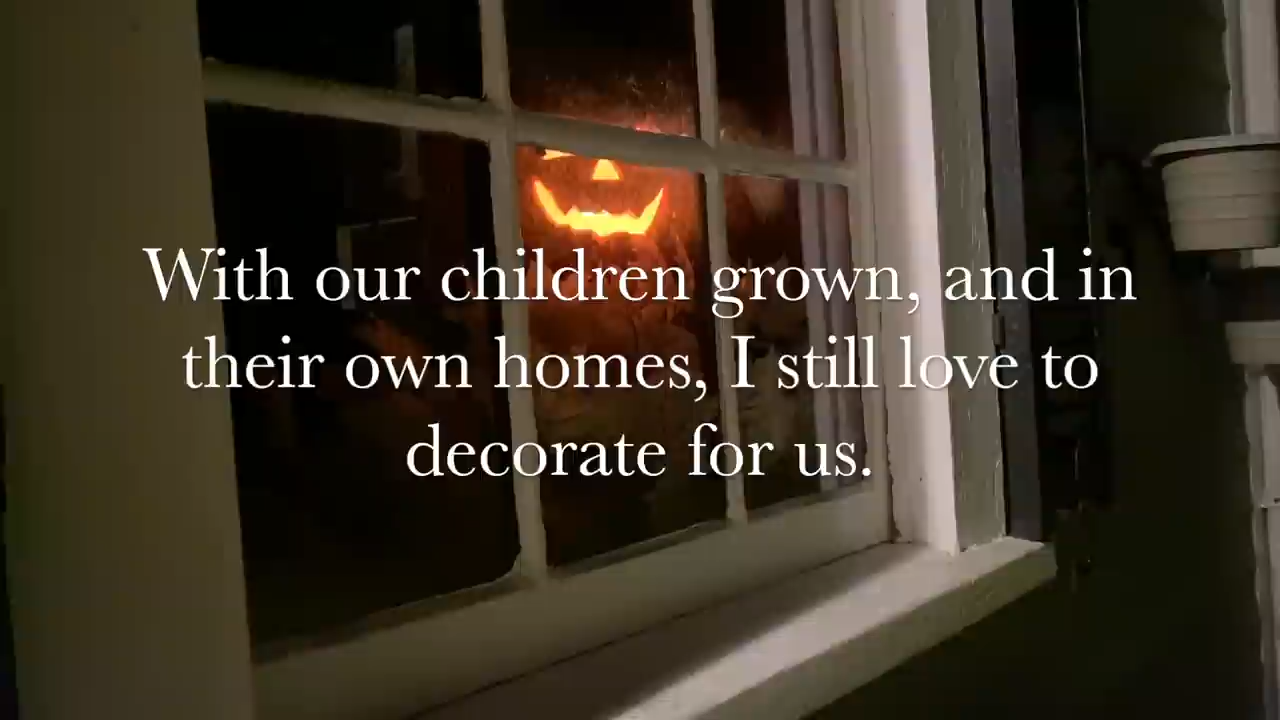 With our children grown, and in
their own homes, I still love to
decorate for us.